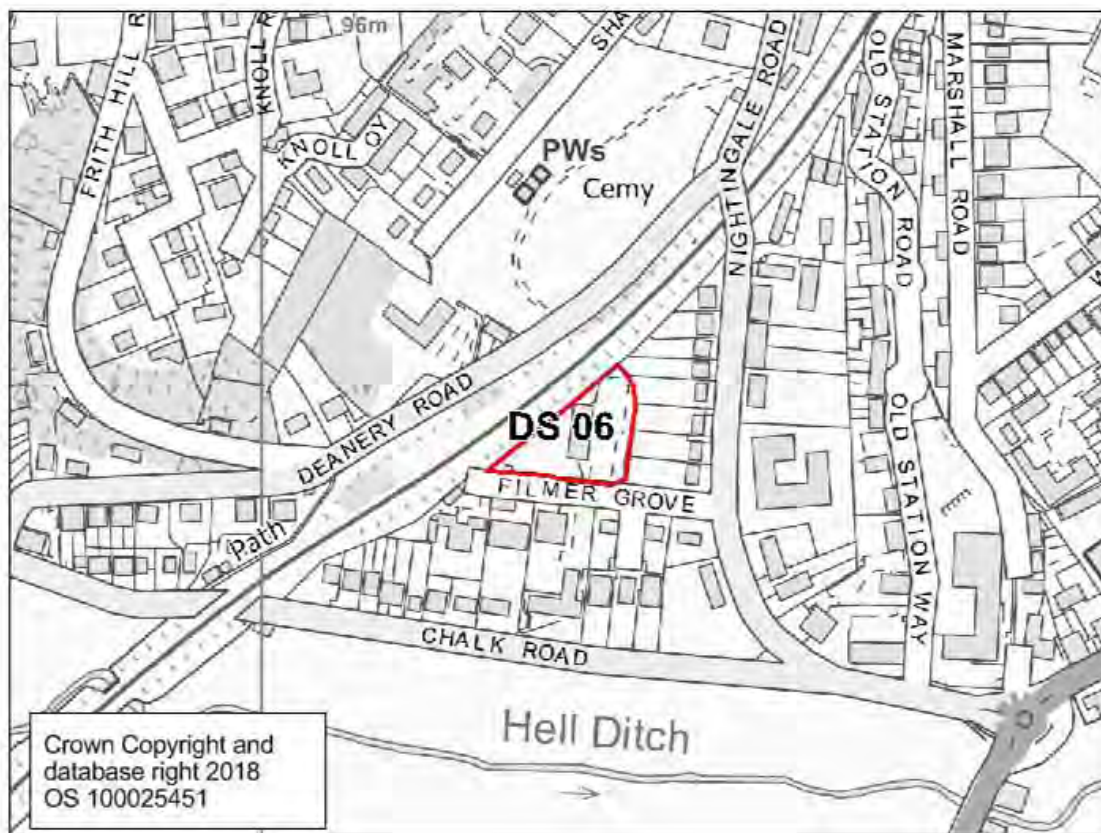 96m
FRITH HILL R
KNOLL R
KNOLL QY
SHA
PWs
Cemy
NIGHTINGALE ROAD
OLD STATION ROAD
MARSHALL ROAD
DEANERY ROAD
DS 06
FILMER GROVE
OLD STATION WAY
Path
CHALK ROAD
Hell Ditch
Crown Copyright and
database right 2018
OS 100025451